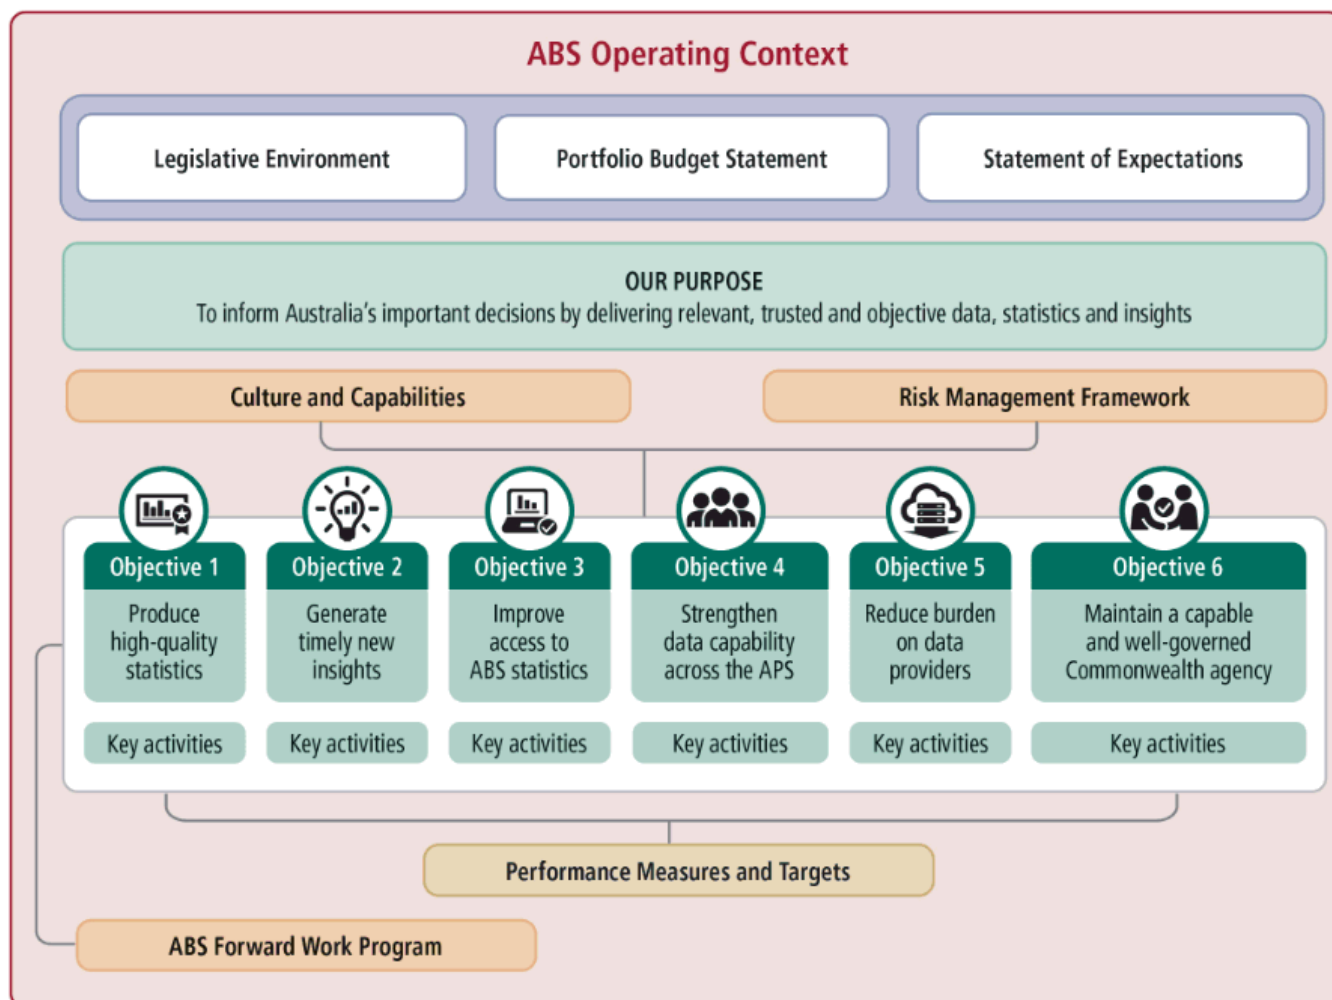 ABS Operating Context
Legislative Environment
Portfolio Budget Statement
Statement of Expectations
OUR PURPOSE
To inform Australia’s important decisions by delivering relevant, trusted and objective data, statistics and insights
Culture and Capabilities
Risk Management Framework
Objective 1
Produce
high-quality
statistics
Key activities
Objective 2
Generate
timely new
insights
Key activities
Objective 3
Improve
access to
ABS statistics
Key activities
Objective 4
Strengthen
data capability
across the APS
Key activities
Objective 5
Reduce burden
on data
providers
Key activities
Objective 6
Maintain a capable
and well-governed
Commonwealth agency
Key activities
Performance Measures and Targets
ABS Forward Work Program